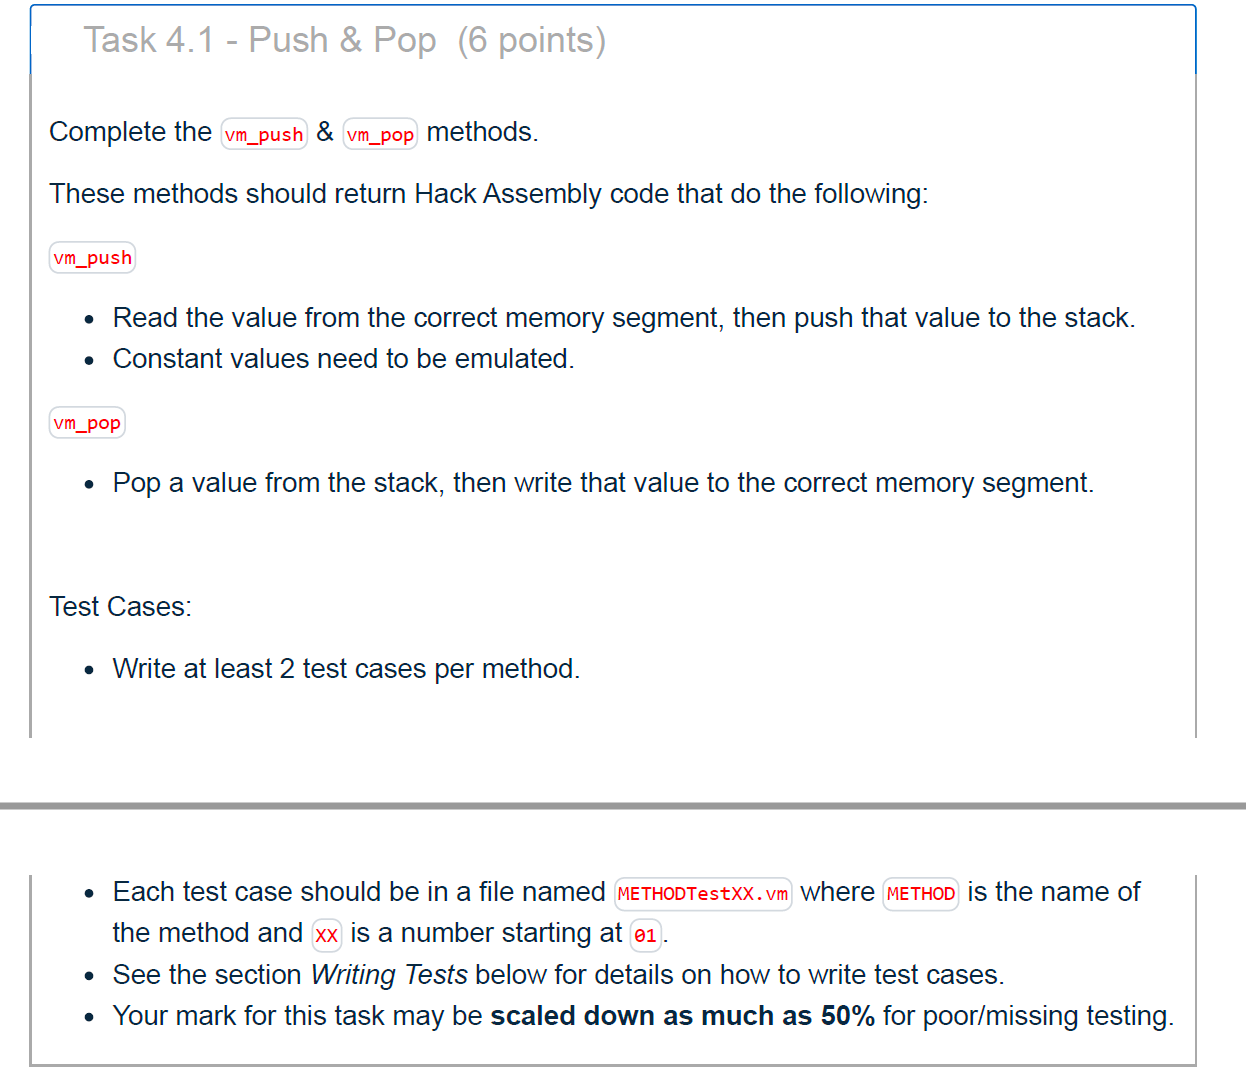 Task 4.1 - Push & Pop (6 points)
Complete the vm_push & vm_pop methods.
These methods should return Hack Assembly code that do the following:
vm_push
• Read the value from the correct memory segment, then push that value to the stack.
• Constant values need to be emulated.
vm_pop
• Pop a value from the stack, then write that value to the correct memory segment.
Test Cases:
• Write at least 2 test cases per method.
• Each test case should be in a file named METHODTestXX.vm where METHOD is the name of
the method and XX is a number starting at 01.
• See the section Writing Tests below for details on how to write test cases.
• Your mark for this task may be scaled down as much as 50% for poor/missing testing.